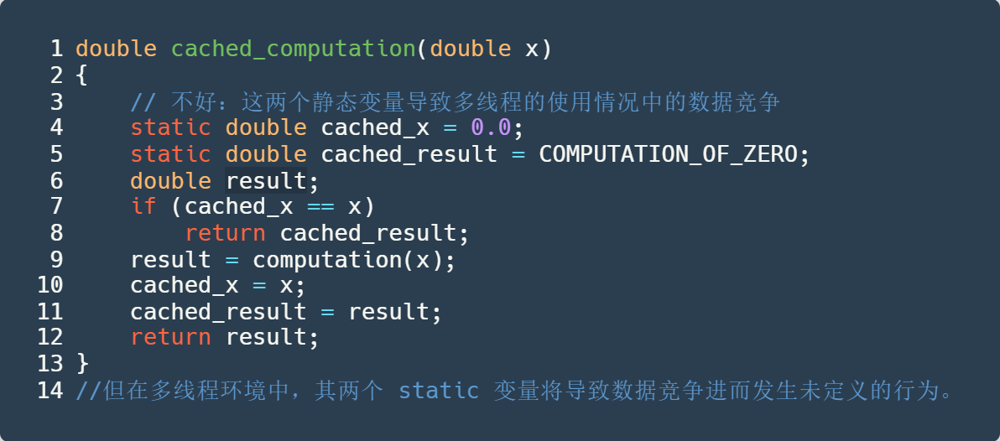 1 double cached_computation(double x)
2 {
3     // 不好：这两个静态变量导致多线程的使用情况中的数据竞争
4     static double cached_x = 0.0;
5     static double cached_result = COMPUTATION_OF_ZERO;
6     double result;
7     if (cached_x == x)
8         return cached_result;
9     result = computation(x);
10     cached_x = x;
11     cached_result = result;
12     return result;
13 }
14 //但在多线程环境中，其两个 static 变量将导致数据竞争进而发生未定义的行为。